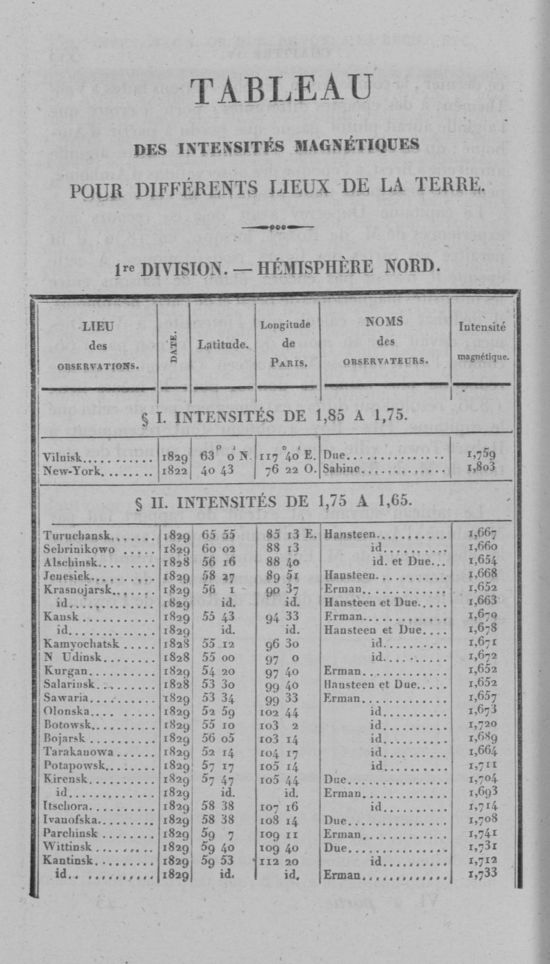 TABLEAU
DES INTENSITÉS MAGNÉTIQUES
POUR DIFFÉRENTS LIEUX DE LA TERRE.
1re DIVISION. — HÉMISPHÈRE NORD.
LIEU des OBSERVATIONS. DATE. Latitude. Longitude de PARIS. NOMS des OBSERVATEURS. Intensité magnétique.
§ I. INTENSITÉS DE 1,85 A 1,75.
Viluisk........... 1829 63° 0' N. 117° 40' E. Due............. 1,759
New-York........ 1822 40 43 76 22 O. Sabine............ 1,803
§ II. INTENSITÉS DE 1,75 A 1,65.
Turuchansk....... 1829 65 55 85 13 E. Hansteen........... 1,667
Sebrinikowo ..... 1829 60 02 88 13 id.......... 1,660
Alschinsk.... .... 1828 56 16 88 40 id. et Due... 1,654
Jenesiek.......... 1829 58 27 89 51 Hansteen........... 1,668
Krasnojarsk....... 1829 56 1 90 37 Erman............. 1,652
id............ 1829 id. id. Hansteen et Due..... 1,663
Kansk ........... 1829 55 43 94 33 Erman............. 1,679
id............ 1829 id. id. Hansteen et Due.... 1,678
Kamyochatsk .... 1828 55 12 96 30 id.......... 1,671
N Udinsk........ 1828 55 00 97 0 id.......... 1,672
Kurgan.......... 1829 54 20 97 40 Erman............. 1,652
Salarinsk......... 1828 53 30 99 40 Hansteen et Due..... 1,652
Sawaria.......... 1829 53 34 99 33 Erman............. 1,657
Olonska.... ..... 1829 52 59 102 44 id.......... 1,673
Botowsk.......... 1829 55 10 103 2 id.......... 1,720
Bojarsk .......... 1829 56 05 103 14 id.......... 1,689
Tarakanowa ...... 1829 52 14 104 17 id.......... 1,664
Potapowsk........ 1829 57 17 105 14 id.......... 1,711
Kirensk........... 1829 57 47 105 44 Due............... 1,704
id............ 1829 id. id. Erman............. 1,693
Itschora.......... 1829 58 38 107 16 id.......... 1,714
Ivanofska......... 1829 58 38 108 14 Due............... 1,708
Parchinsk ........ 1829 59 7 109 11 Erman............. 1,741
Wittinsk ......... 1829 59 40 109 40 Due............... 1,731
Kantinsk.......... 1829 59 53 112 20 id.......... 1,712
id............ 1829 id. id. Erman............. 1,733